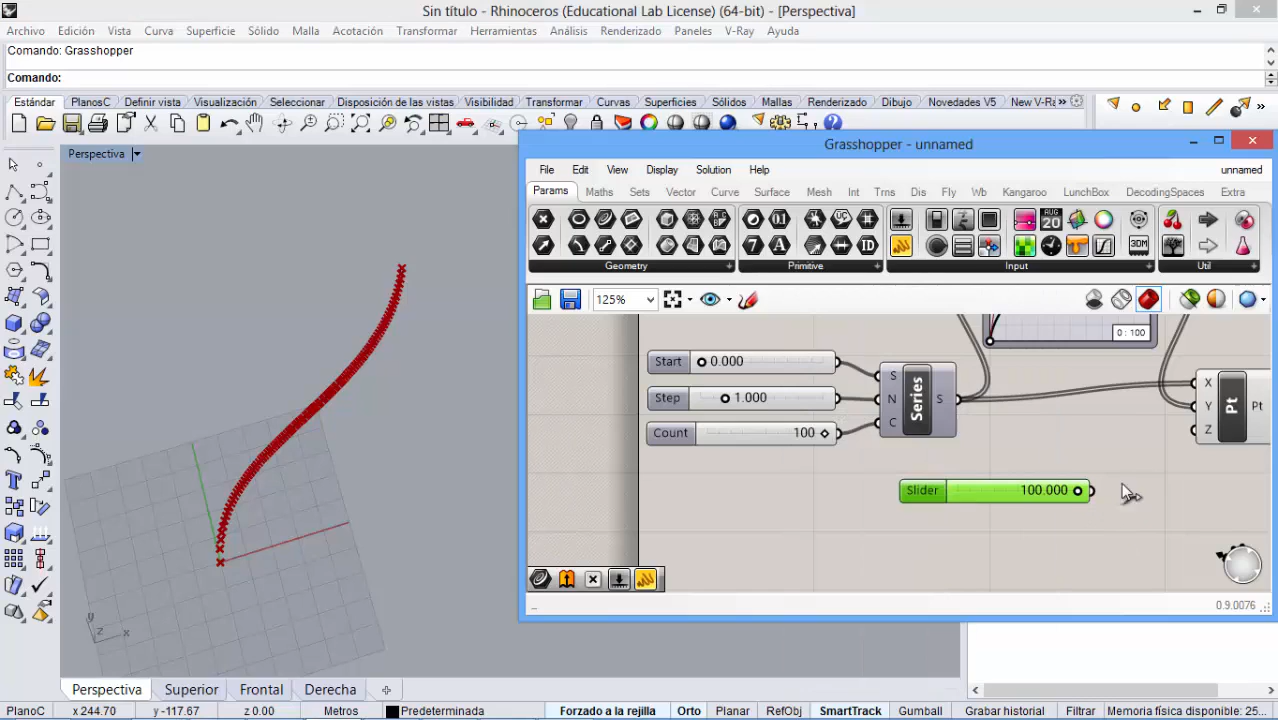 Sin título - Rhinoceros (Educational Lab License) (64-bit) - [Perspectiva]
Archivo Edición Vista Curva Superficie Sólido Malla Acotación Transformar Herramientas Análisis Renderizado Paneles V-Ray Ayuda
Comando: Grasshopper
Comando:
Estándar PlanosC Definir vista Visualización Seleccionar Disposición de las vistas Visibilidad Transformar Curvas Superficies Sólidos Mallas Renderizado Dibujo Novedades V5 New V-Ra
Perspectiva
Grasshopper - unnamed
File Edit View Display Solution Help unnamed
Params Maths Sets Vector Curve Surface Mesh Int Trns Dis Fly Wb Kangaroo LunchBox DecodingSpaces Extra
Geometry Primitive Input Util
125%
0 : 100
Start 0.000
Step 1.000
Count 100
S
N
C
Series
S
X
Y
Z
Pt
Pt
Slider 100.000
0.9.0076
y
z
x
Perspectiva Superior Frontal Derecha
PlanoC x 244.70 y -117.67 z 0.00 Metros Predeterminada Forzado a la rejilla Orto Planar RefObj SmartTrack Gumball Grabar historial Filtrar Memoria física disponible: 25...